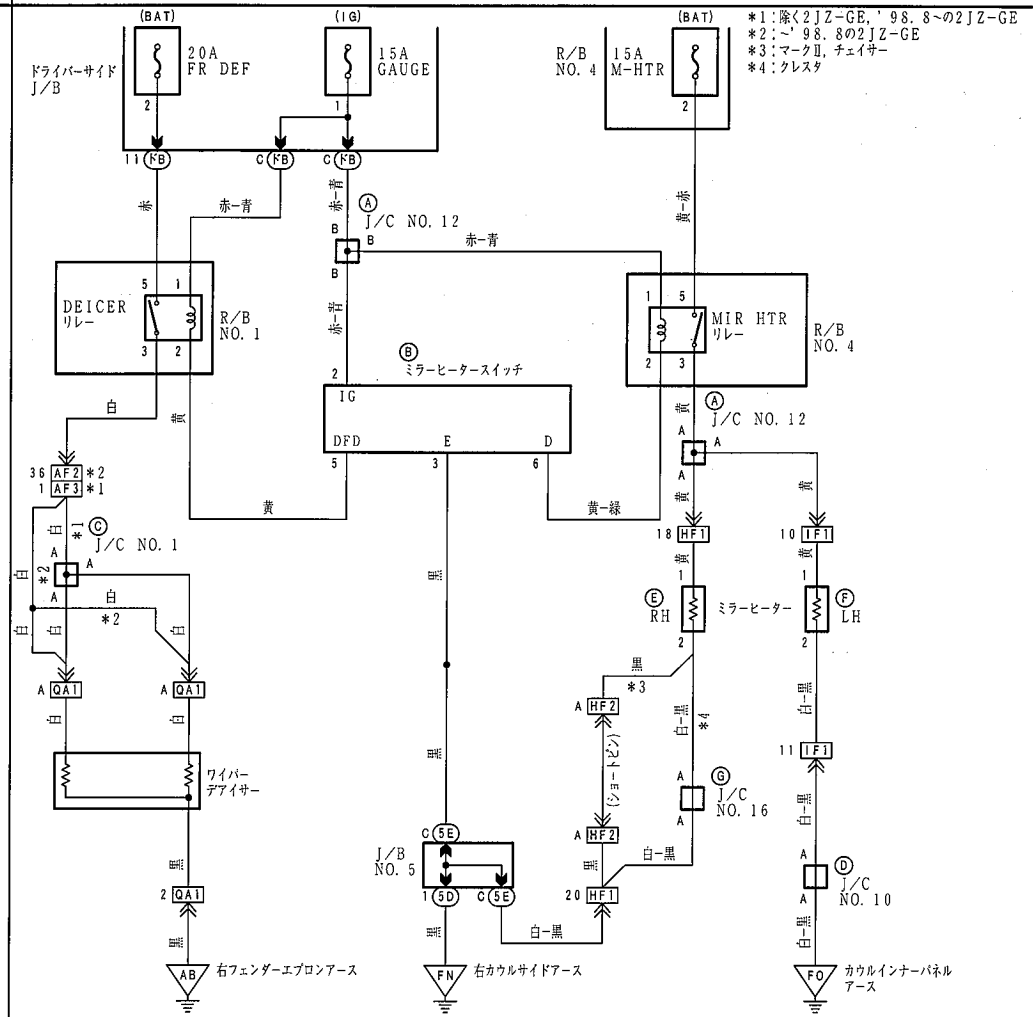 (BAT)
(IG)
(BAT)
*1:除く2JZ-GE,'98.8~の2JZ-GE
*2:~'98.8の2JZ-GE
*3:マークII,チェイサー
*4:クレスタ
ドライバーサイド
J/B
20A
FR DEF
15A
GAUGE
R/B
NO.4
15A
M-HTR
2
1
2
11 ドB
C ドB
C ドB
赤
赤-青
赤-青
A
J/C NO.12
B
B
B
赤-青
黄-赤
DEICER
リレー
5
1
3
2
R/B
NO.1
赤-青
1
5
2
3
MIR HTR
リレー
R/B
NO.4
B
ミラーヒータースイッチ
2
IG
DFD
E
D
5
3
6
白
黄
黄
黄-緑
黄
A
J/C NO.12
A
A
A
黄
黄
36 AF2 *2
1 AF3 *1
18 HF1
10 IF1
黄
黄
白
*1
C
J/C NO.1
A
A
A
白
*2
白
*2
白
白
白
黒
1
E
RH
2
ミラーヒーター
1
F
LH
2
A QA1
A QA1
白
白
黒
*3
A HF2
(ショートピン)
白-黒
*4
白-黒
11 IF1
ワイパー
デアイサー
黒
A
G
J/C
NO.16
A
A HF2
黒
白-黒
白-黒
C 5E
J/B
NO.5
1 5D
C 5E
20 HF1
A
D
J/C
NO.10
A
黒
2 QA1
黒
黒
白-黒
白-黒
AB
右フェンダーエプロンアース
FN
右カウルサイドアース
FO
カウルインナーパネル
アース